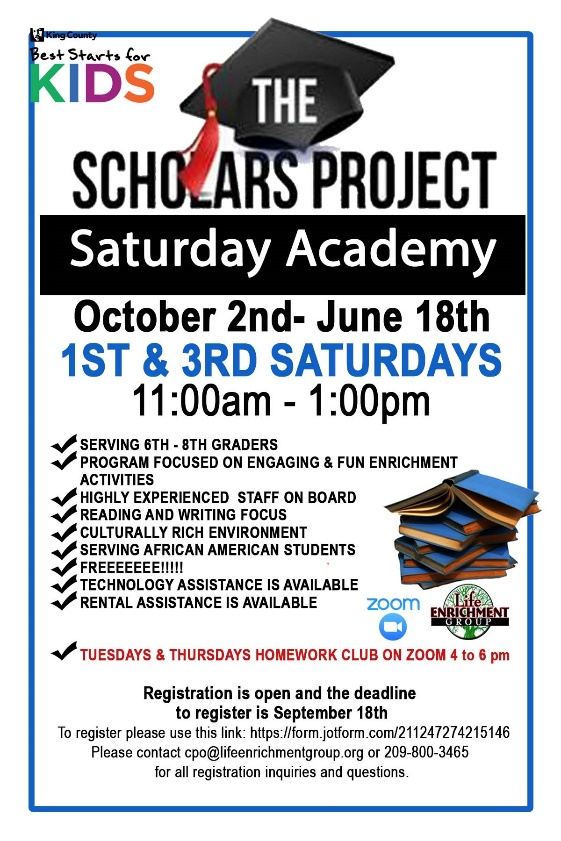 King County
Best Starts for
KIDS
THE
SCHOLARS PROJECT
Saturday Academy
October 2nd- June 18th
1ST & 3RD SATURDAYS
11:00am - 1:00pm
SERVING 6TH - 8TH GRADERS
PROGRAM FOCUSED ON ENGAGING & FUN ENRICHMENT
ACTIVITIES
HIGHLY EXPERIENCED STAFF ON BOARD
READING AND WRITING FOCUS
CULTURALLY RICH ENVIRONMENT
SERVING AFRICAN AMERICAN STUDENTS
FREEEEEEE!!!!!
TECHNOLOGY ASSISTANCE IS AVAILABLE
RENTAL ASSISTANCE IS AVAILABLE
zoom
Life
ENRICHMENT
GROUP
TUESDAYS & THURSDAYS HOMEWORK CLUB ON ZOOM 4 to 6 pm
Registration is open and the deadline
to register is September 18th
To register please use this link: https://form.jotform.com/211247274215146
Please contact cpo@lifeenrichmentgroup.org or 209-800-3465
for all registration inquiries and questions.